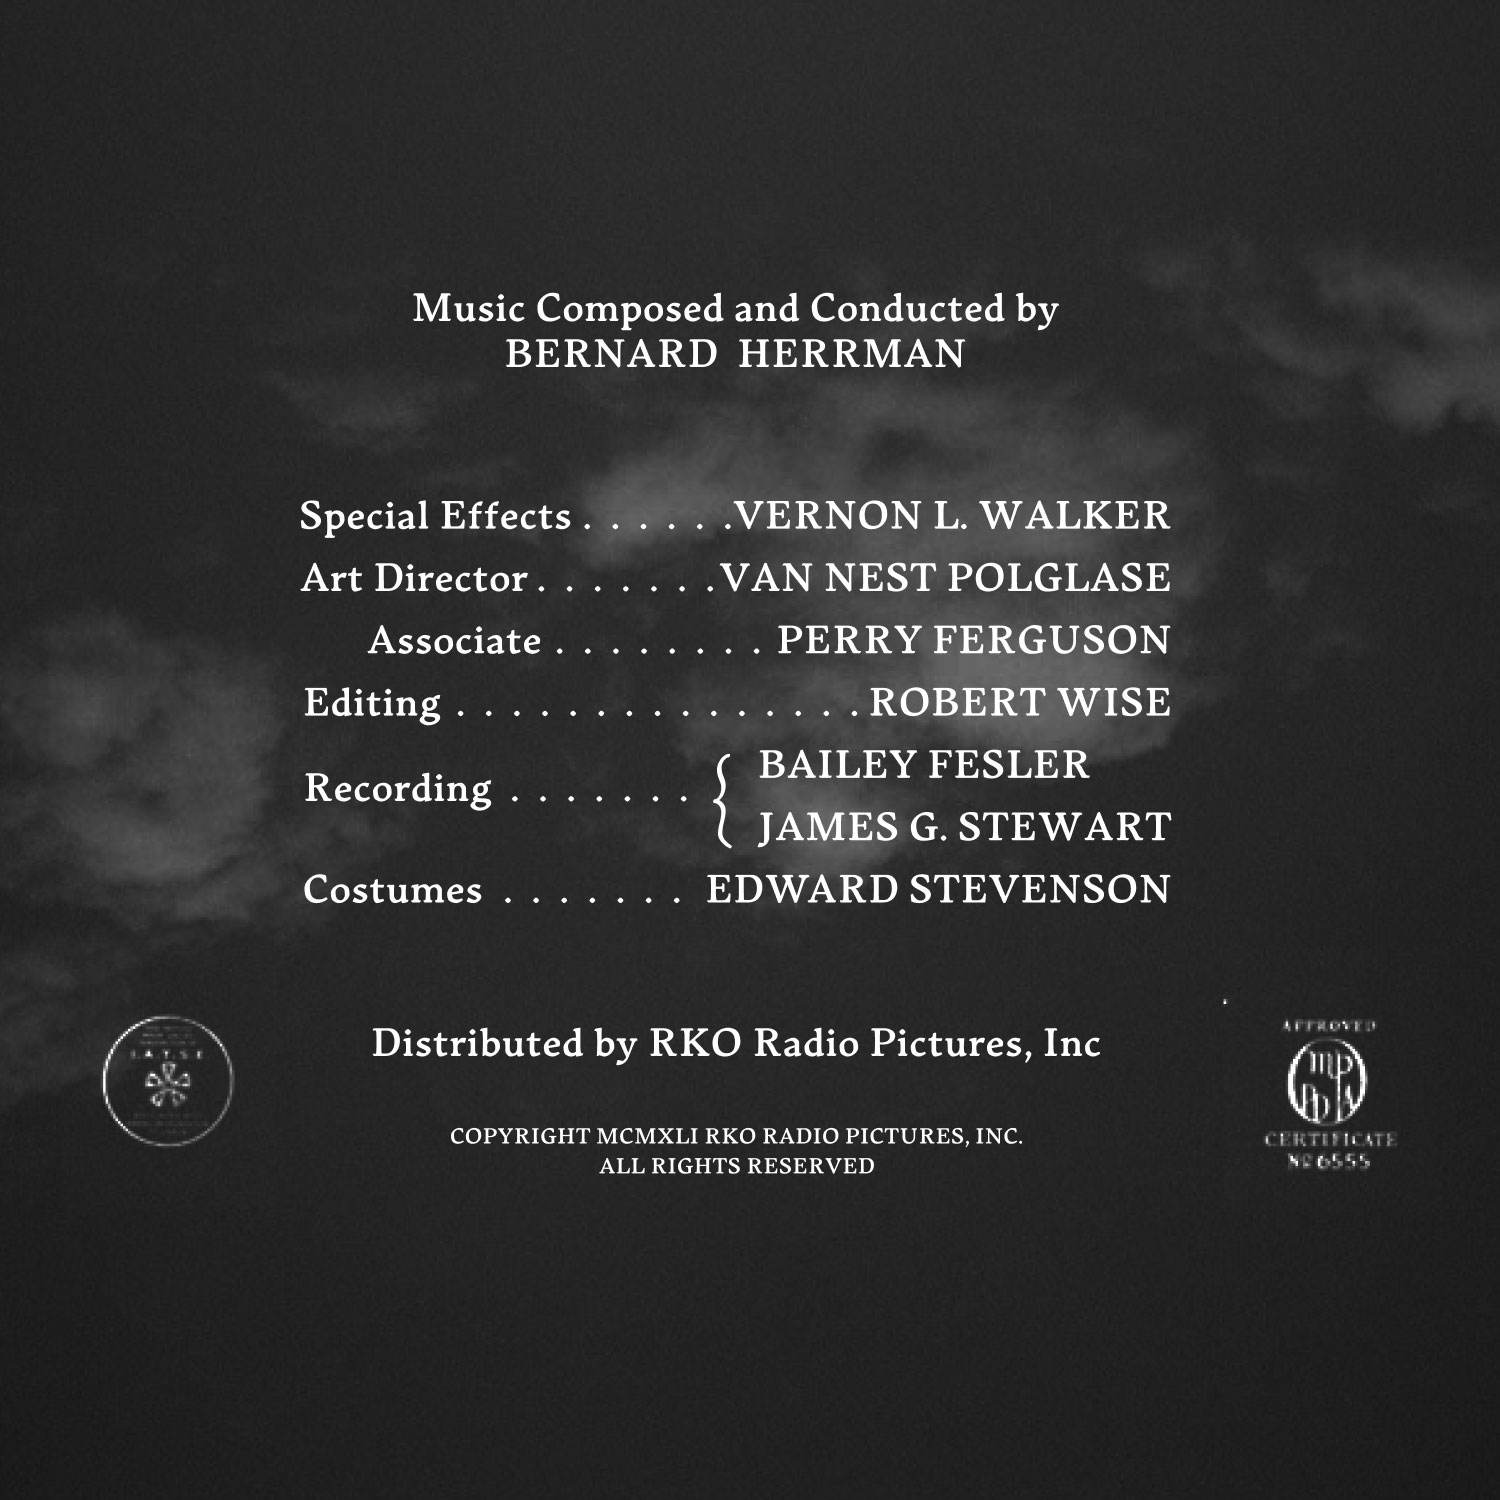 Music Composed and Conducted by
BERNARD HERRMAN
Special Effects . . . . . .VERNON L. WALKER
Art Director . . . . . . .VAN NEST POLGLASE
Associate . . . . . . . . PERRY FERGUSON
Editing . . . . . . . . . . . . . . . ROBERT WISE
Recording . . . . . . . { BAILEY FESLER
JAMES G. STEWART
Costumes . . . . . . . EDWARD STEVENSON
Distributed by RKO Radio Pictures, Inc
COPYRIGHT MCMXLI RKO RADIO PICTURES, INC.
ALL RIGHTS RESERVED
I.A.T.S.E
APPROVED
MPPDA
CERTIFICATE
No 6555